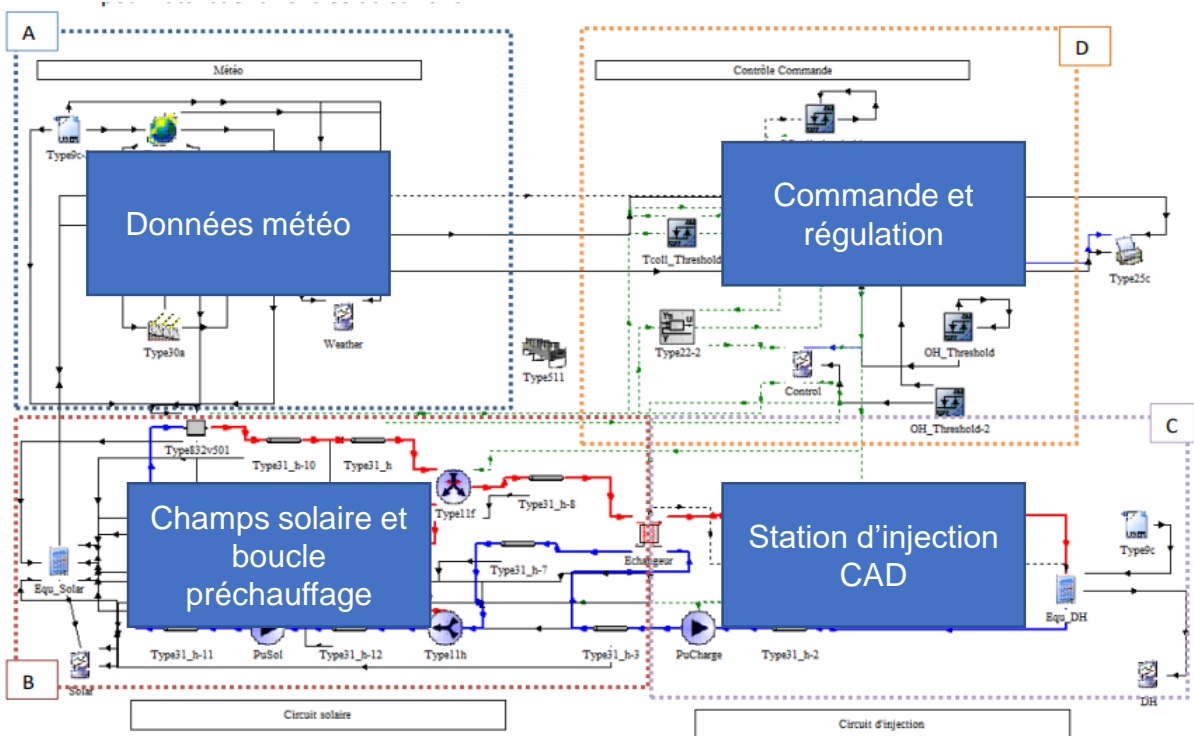 A
D
Météo
Contrôle Commande
Type9c-
Données météo
Commande et
régulation
Tcoll_Threshold
Type25c
Type30a
Weather
Type511
Type22-2
Control
OH_Threshold
OH_Threshold-2
C
Type832v501
Type31_h-10
Type31_h
Type11f
Type31_h-8
Champs solaire et
boucle
préchauffage
Station d'injection
CAD
Echangeur
Type9c
Type31_h-7
Equ_Solar
Equ_DH
Type31_h-11
PuSol
Type31_h-12
Type11h
Type31_h-3
PuCharge
Type31_h-2
B
Solar
DH
Circuit solaire
Circuit d'injection